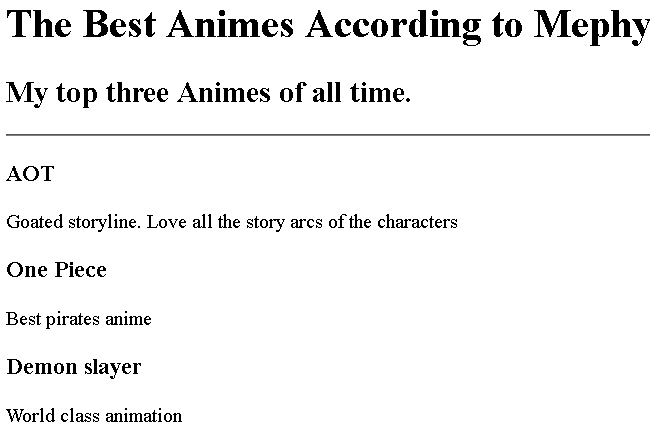 The Best Animes According to Mephy
My top three Animes of all time.
AOT
Goated storyline. Love all the story arcs of the characters
One Piece
Best pirates anime
Demon slayer
World class animation